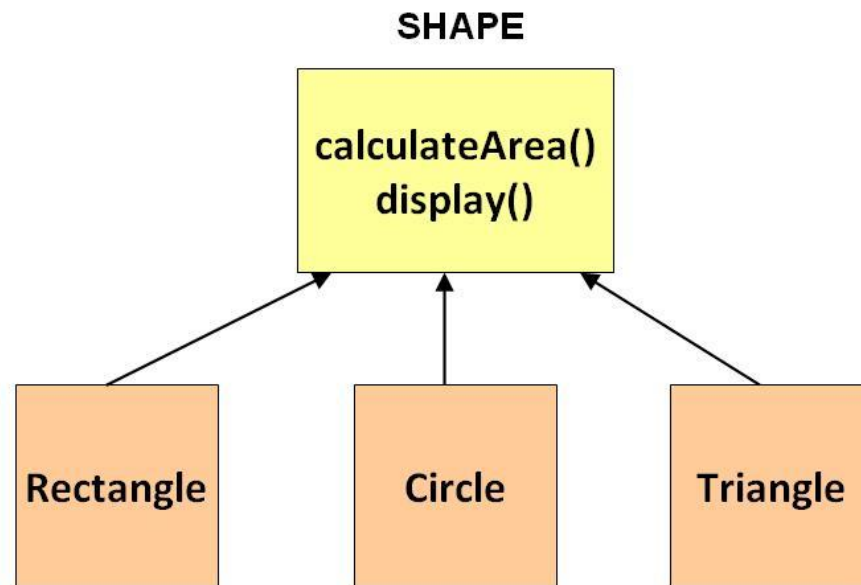 SHAPE
calculateArea()
display()
Rectangle
Circle
Triangle